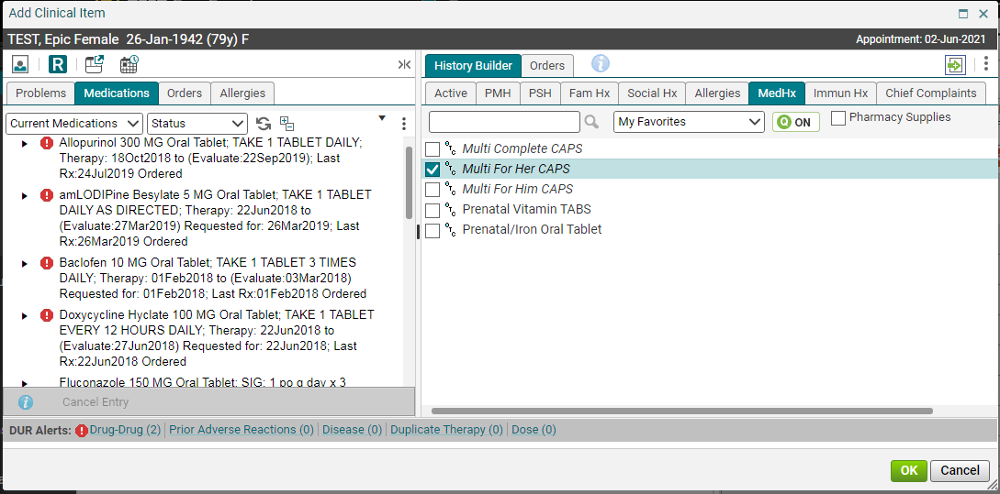 Add Clinical Item
TEST, Epic Female 26-Jan-1942 (79y) F
Appointment: 02-Jun-2021
R
Problems
Medications
Orders
Allergies
Current Medications
Status
Allopurinol 300 MG Oral Tablet; TAKE 1 TABLET DAILY;
Therapy: 18Oct2018 to (Evaluate:22Sep2019); Last
Rx:24Jul2019 Ordered
amLODIPine Besylate 5 MG Oral Tablet; TAKE 1 TABLET
DAILY AS DIRECTED; Therapy: 22Jun2018 to
(Evaluate:27Mar2019) Requested for: 26Mar2019; Last
Rx:26Mar2019 Ordered
Baclofen 10 MG Oral Tablet; TAKE 1 TABLET 3 TIMES
DAILY; Therapy: 01Feb2018 to (Evaluate:03Mar2018)
Requested for: 01Feb2018; Last Rx:01Feb2018 Ordered
Doxycycline Hyclate 100 MG Oral Tablet; TAKE 1 TABLET
EVERY 12 HOURS DAILY; Therapy: 22Jun2018 to
(Evaluate:27Jun2018) Requested for: 22Jun2018; Last
Rx:22Jun2018 Ordered
Fluconazole 150 MG Oral Tablet; SIG: 1 po q day x 3
Cancel Entry
History Builder
Orders
Active
PMH
PSH
Fam Hx
Social Hx
Allergies
MedHx
Immun Hx
Chief Complaints
My Favorites
Q ON
Pharmacy Supplies
OTC Multi Complete CAPS
OTC Multi For Her CAPS
OTC Multi For Him CAPS
OTC Prenatal Vitamin TABS
OTC Prenatal/Iron Oral Tablet
DUR Alerts: Drug-Drug (2) Prior Adverse Reactions (0) Disease (0) Duplicate Therapy (0) Dose (0)
OK
Cancel